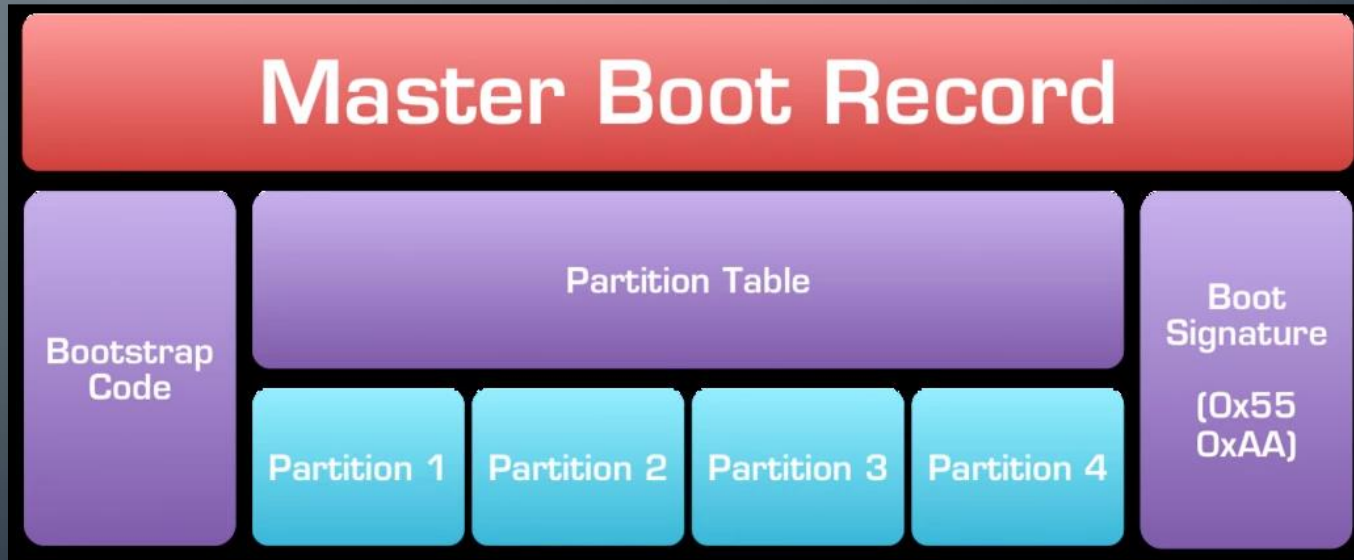 Master Boot Record
Bootstrap
Code
Partition Table
Partition 1
Partition 2
Partition 3
Partition 4
Boot
Signature
(0x55
0xAA)